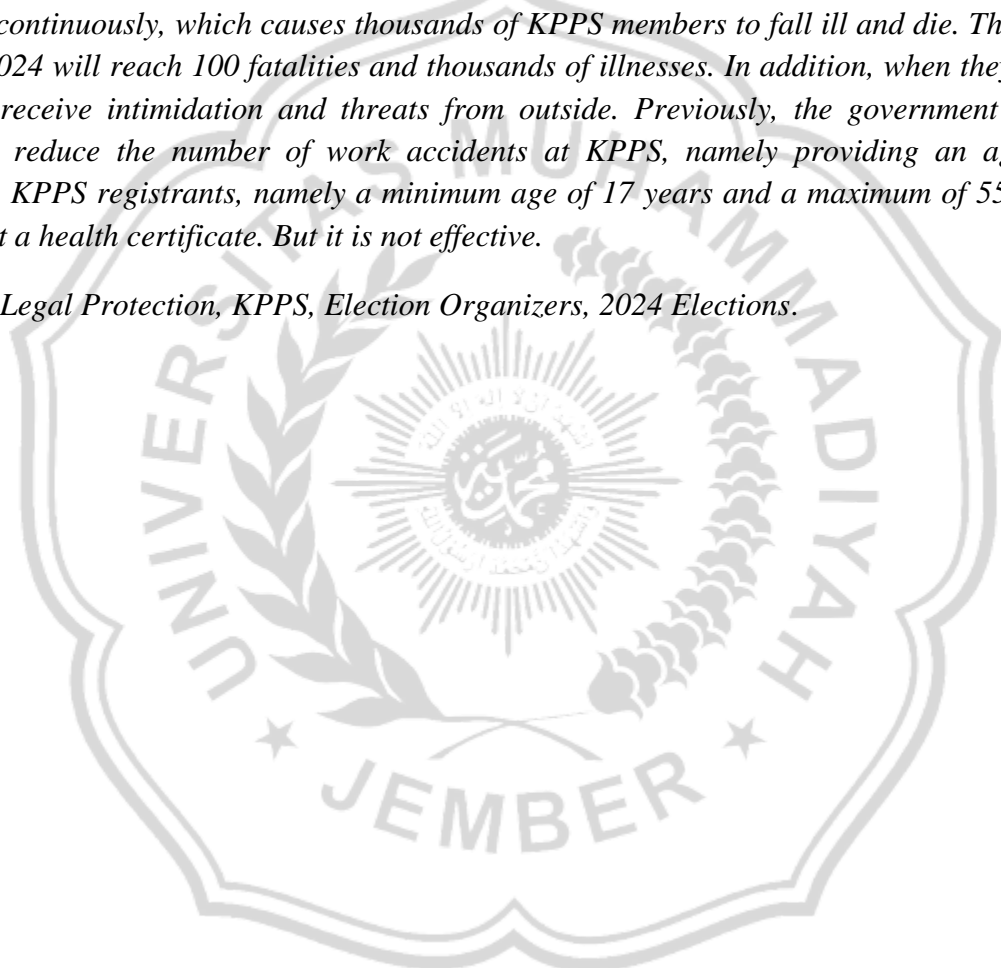 continuously, which causes thousands of KPPS members to fall ill and die. Th
024 will reach 100 fatalities and thousands of illnesses. In addition, when they
receive intimidation and threats from outside. Previously, the government
reduce the number of work accidents at KPPS, namely providing an a
KPPS registrants, namely a minimum age of 17 years and a maximum of 55
t a health certificate. But it is not effective.
Legal Protection, KPPS, Election Organizers, 2024 Elections.
UNIVERSITAS MUHAMMADIYAH
JEMBER